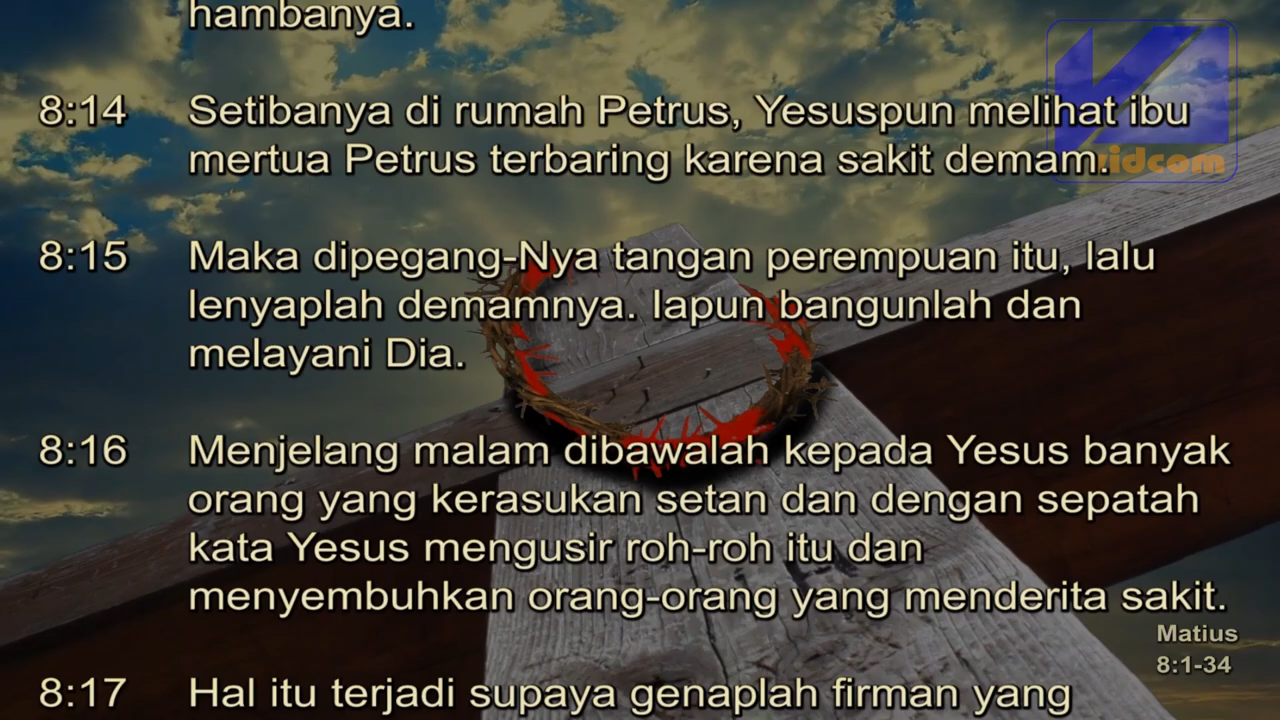 hambanya.
8:14 Setibanya di rumah Petrus, Yesuspun melihat ibu
mertua Petrus terbaring karena sakit demam.
8:15 Maka dipegang-Nya tangan perempuan itu, lalu
lenyaplah demamnya. Iapun bangunlah dan
melayani Dia.
8:16 Menjelang malam dibawalah kepada Yesus banyak
orang yang kerasukan setan dan dengan sepatah
kata Yesus mengusir roh-roh itu dan
menyembuhkan orang-orang yang menderita sakit.
8:17 Hal itu terjadi supaya genaplah firman yang
Matius
8:1-34
vidcom